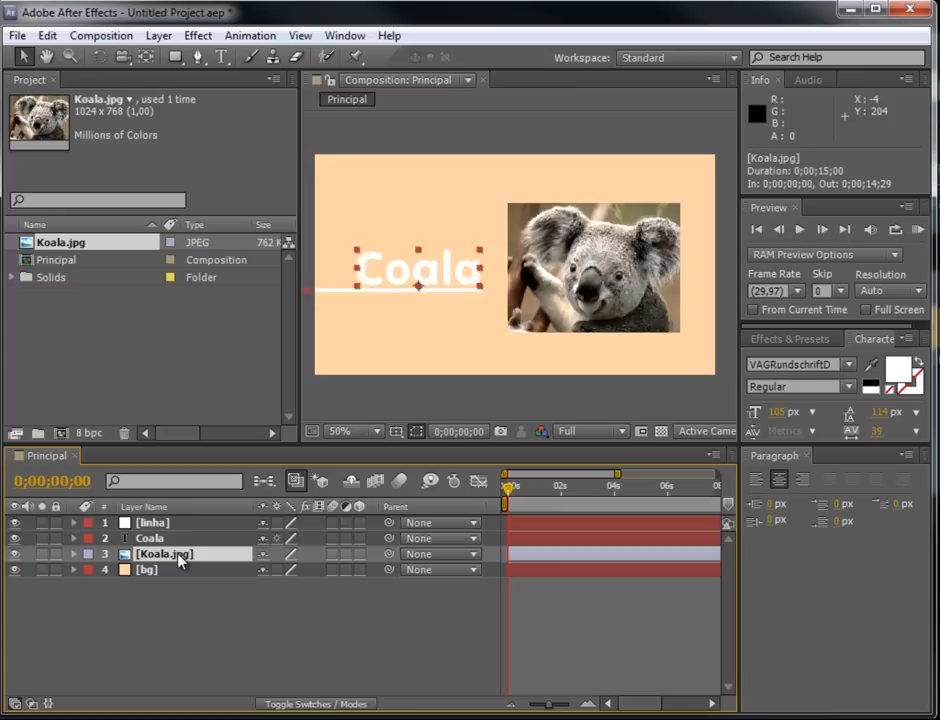 Adobe After Effects - Untitled Project.aep *
File Edit Composition Layer Effect Animation View Window Help
Workspace: Standard Search Help
Project
Koala.jpg ▾ , used 1 time
1024 x 768 (1,00)
Millions of Colors
Name Type Size
Koala.jpg JPEG 762 K
Principal Composition
Solids Folder
8 bpc
Composition: Principal
Principal
Coala
50% 0;00;00;00 Full Active Came
Info Audio
R : X : -4
G : Y : 204
B :
A : 0
[Koala.jpg]
Duration: 0;00;15;00
In: 0;00;00;00, Out: 0;00;14;29
Preview
RAM Preview Options
Frame Rate Skip Resolution
(29,97) 0 Auto
From Current Time Full Screen
Effects & Presets Characte
VAGRundschriftD
Regular
105 px 114 px
Metrics 39
Paragraph
0 px 0 px 0 px
0 px 0 px
Principal
0;00;00;00
02s 04s 06s
# Layer Name Parent
1 [linha] None
2 T Coala None
3 [Koala.jpg] None
4 [bg] None
Toggle Switches / Modes